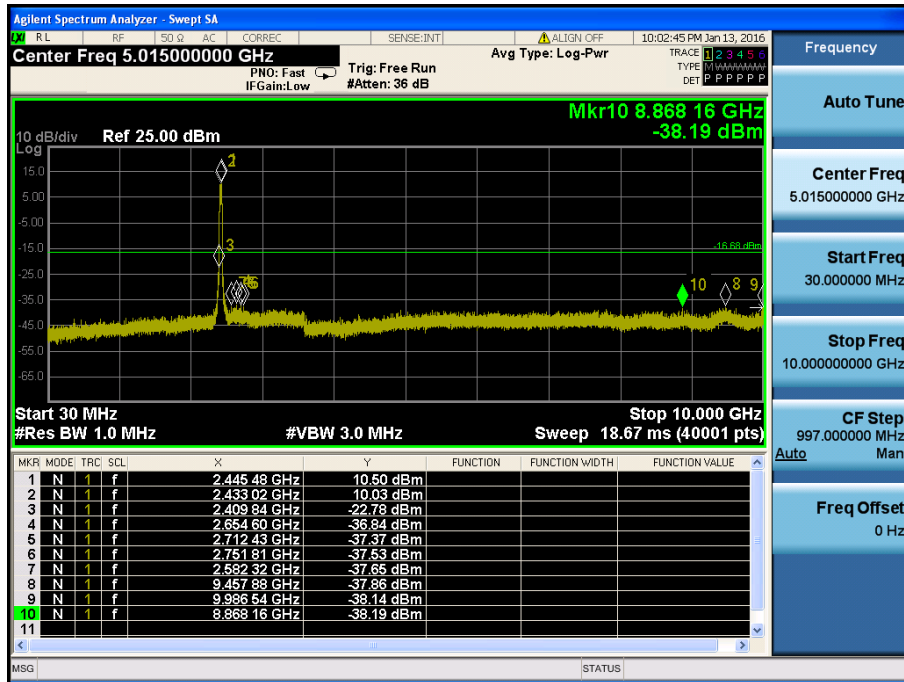 Agilent Spectrum Analyzer - Swept SA
LXI RL RF 50 Ω AC CORREC SENSE:INT ALIGN OFF 10:02:45 PM Jan 13, 2016
Center Freq 5.015000000 GHz
PNO: Fast
IFGain:Low
Trig: Free Run
#Atten: 36 dB
Avg Type: Log-Pwr
TRACE 1 2 3 4 5 6
TYPE MWWWWW
DET P P P P P P
Mkr10 8.868 16 GHz
-38.19 dBm
10 dB/div Ref 25.00 dBm
Log
15.0
5.00
-5.00
-15.0
-25.0
-35.0
-45.0
-55.0
-65.0
2
3
6
10
8
9
-16.68 dBm
Start 30 MHz Stop 10.000 GHz
#Res BW 1.0 MHz #VBW 3.0 MHz Sweep 18.67 ms (40001 pts)
MKR MODE TRC SCL X Y FUNCTION FUNCTION WIDTH FUNCTION VALUE
1 N 1 f 2.445 48 GHz 10.50 dBm
2 N 1 f 2.433 02 GHz 10.03 dBm
3 N 1 f 2.409 84 GHz -22.78 dBm
4 N 1 f 2.654 60 GHz -36.84 dBm
5 N 1 f 2.712 43 GHz -37.37 dBm
6 N 1 f 2.751 81 GHz -37.53 dBm
7 N 1 f 2.582 32 GHz -37.65 dBm
8 N 1 f 9.457 88 GHz -37.86 dBm
9 N 1 f 9.986 54 GHz -38.14 dBm
10 N 1 f 8.868 16 GHz -38.19 dBm
11
MSG STATUS
Frequency
Auto Tune
Center Freq
5.015000000 GHz
Start Freq
30.000000 MHz
Stop Freq
10.000000000 GHz
CF Step
997.000000 MHz
Auto Man
Freq Offset
0 Hz